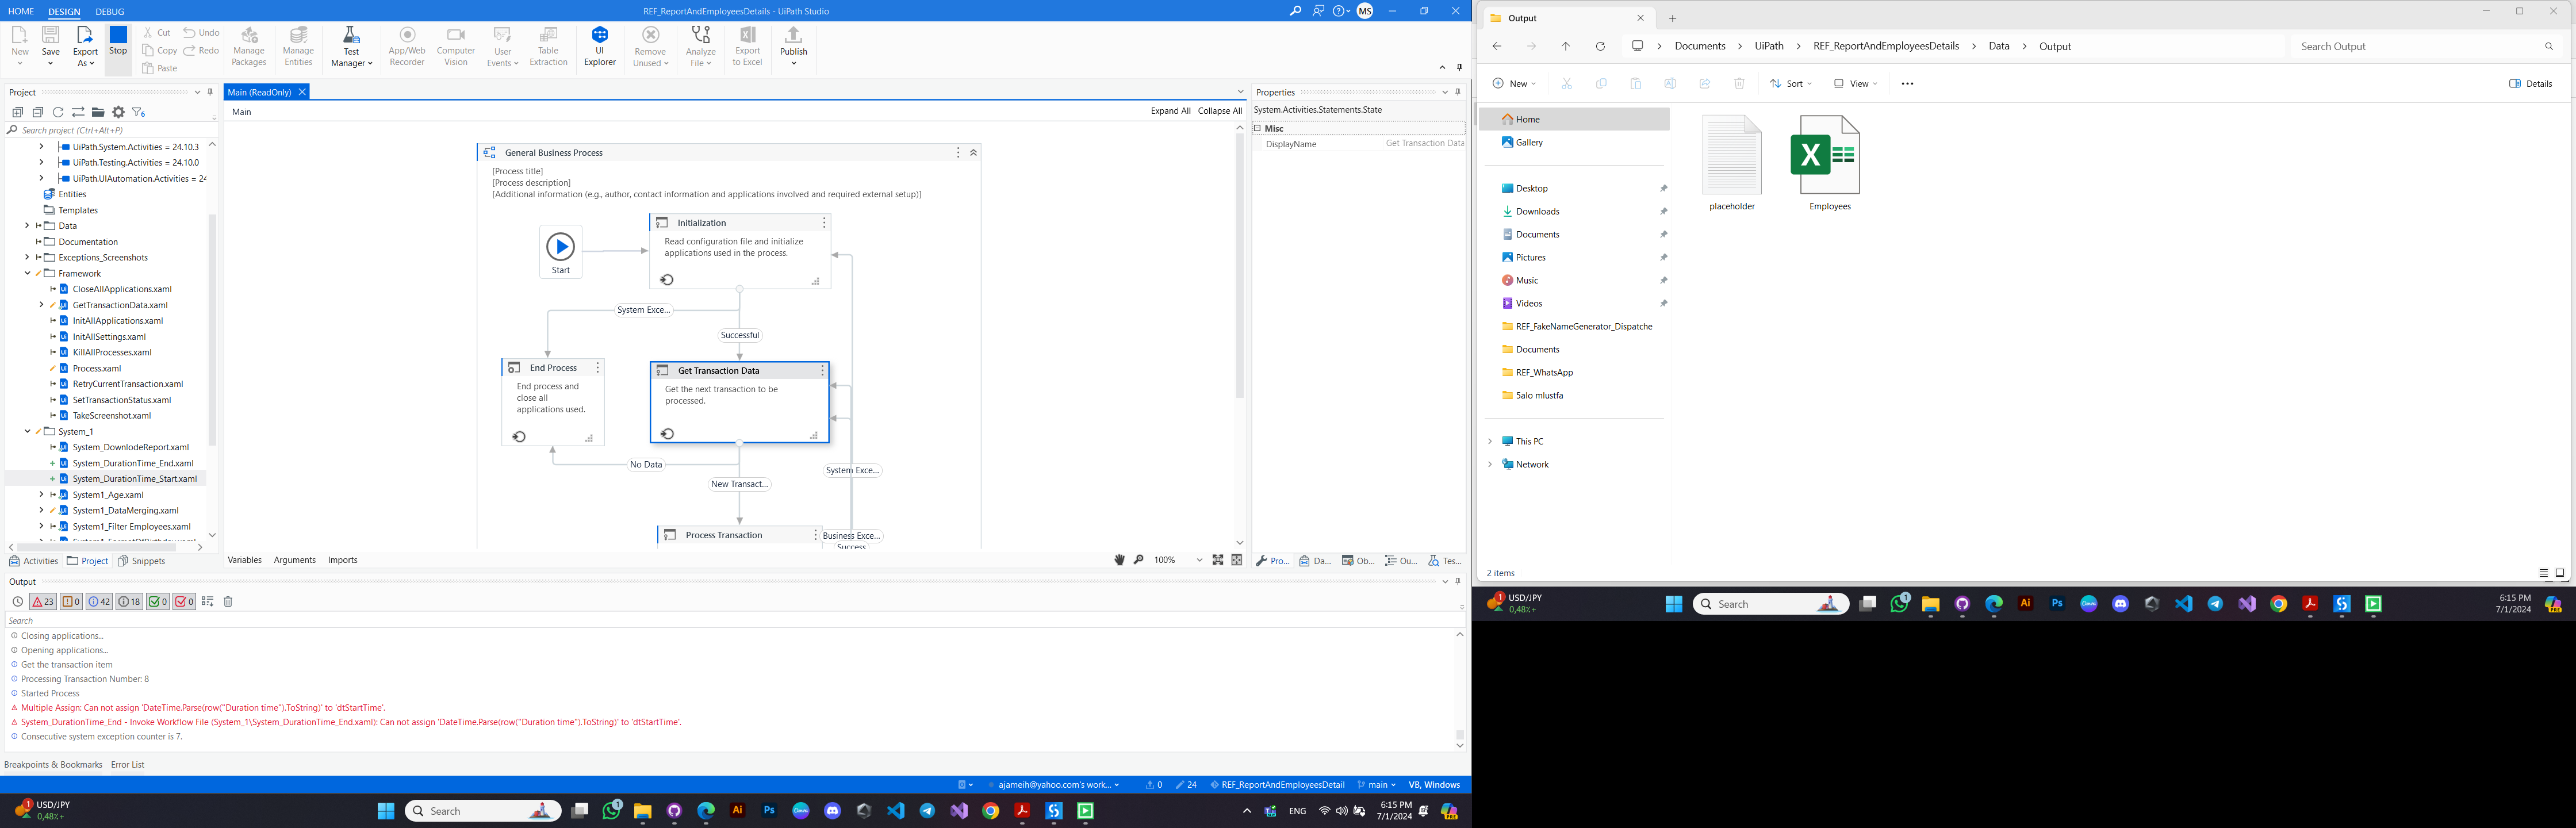 HOME DESIGN DEBUG
REF_ReportAndEmployeesDetails - UiPath Studio
MS
New
Save
Export As
Stop
Cut
Copy
Paste
Undo
Redo
Manage Packages
Manage Entities
Test Manager
App/Web Recorder
Computer Vision
User Events
Table Extraction
UI Explorer
Remove Unused
Analyze File
Export to Excel
Publish
Project
6
Search project (Ctrl+Alt+P)
UiPath.System.Activities = 24.10.3
UiPath.Testing.Activities = 24.10.0
UiPath.UIAutomation.Activities = 24
Entities
Templates
Data
Documentation
Exceptions_Screenshots
Framework
CloseAllApplications.xaml
GetTransactionData.xaml
InitAllApplications.xaml
InitAllSettings.xaml
KillAllProcesses.xaml
Process.xaml
RetryCurrentTransaction.xaml
SetTransactionStatus.xaml
TakeScreenshot.xaml
System_1
System_DownlodeReport.xaml
System_DurationTime_End.xaml
System_DurationTime_Start.xaml
System1_Age.xaml
System1_DataMerging.xaml
System1_Filter Employees.xaml
Activities Project Snippets
Main (ReadOnly)
Main
Expand All Collapse All
General Business Process
[Process title]
[Process description]
[Additional information (e.g., author, contact information and applications involved and required external setup)]
Start
Initialization
Read configuration file and initialize
applications used in the process.
System Exce...
Successful
End Process
End process and
close all
applications used.
Get Transaction Data
Get the next transaction to be
processed.
No Data
System Exce...
New Transact...
Process Transaction
Business Exce...
Success
Variables Arguments Imports
100%
Properties
System.Activities.Statements.State
Misc
DisplayName Get Transaction Data
Pro... Da... Ob... Ou... Tes...
Output
23 0 42 18 0 0
Search
Closing applications...
Opening applications...
Get the transaction item
Processing Transaction Number: 8
Started Process
Multiple Assign: Can not assign 'DateTime.Parse(row("Duration time").ToString)' to 'dtStartTime'.
System_DurationTime_End - Invoke Workflow File (System_1\System_DurationTime_End.xaml): Can not assign 'DateTime.Parse(row("Duration time").ToString)' to 'dtStartTime'.
Consecutive system exception counter is 7.
Breakpoints & Bookmarks Error List
ajameih@yahoo.com's work... 0 24 REF_ReportAndEmployeesDetail main VB, Windows
1 USD/JPY
0,48%+
Search
1
ENG
6:15 PM
7/1/2024
Output
Documents > UiPath > REF_ReportAndEmployeesDetails > Data > Output
Search Output
New Sort View Details
Home
Gallery
Desktop
Downloads
Documents
Pictures
Music
Videos
REF_FakeNameGenerator_Dispatche
Documents
REF_WhatsApp
5alo mlustfa
This PC
Network
placeholder
Employees
2 items
1 USD/JPY
0,48%+
Search
1
6:15 PM
7/1/2024